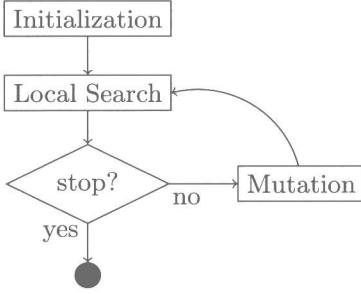 Initialization
Local Search
stop?
Mutation
no
yes